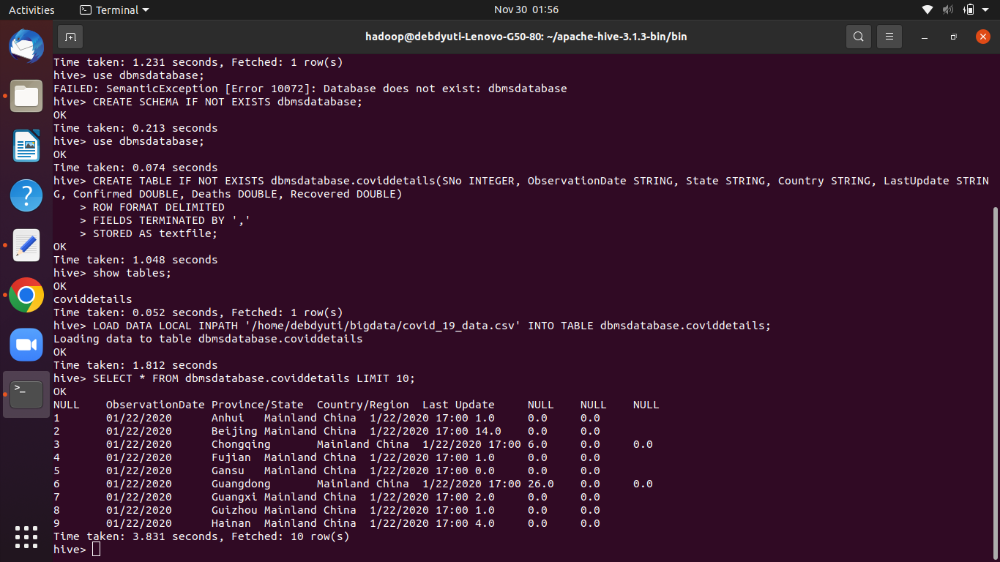 Activities Terminal Nov 30 01:56
hadoop@debdyuti-Lenovo-G50-80: ~/apache-hive-3.1.3-bin/bin
Time taken: 1.231 seconds, Fetched: 1 row(s)
hive> use dbmsdatabase;
FAILED: SemanticException [Error 10072]: Database does not exist: dbmsdatabase
hive> CREATE SCHEMA IF NOT EXISTS dbmsdatabase;
OK
Time taken: 0.213 seconds
hive> use dbmsdatabase;
OK
Time taken: 0.074 seconds
hive> CREATE TABLE IF NOT EXISTS dbmsdatabase.coviddetails(SNo INTEGER, ObservationDate STRING, State STRING, Country STRING, LastUpdate STRIN
G, Confirmed DOUBLE, Deaths DOUBLE, Recovered DOUBLE)
    > ROW FORMAT DELIMITED
    > FIELDS TERMINATED BY ','
    > STORED AS textfile;
OK
Time taken: 1.048 seconds
hive> show tables;
OK
coviddetails
Time taken: 0.052 seconds, Fetched: 1 row(s)
hive> LOAD DATA LOCAL INPATH '/home/debdyuti/bigdata/covid_19_data.csv' INTO TABLE dbmsdatabase.coviddetails;
Loading data to table dbmsdatabase.coviddetails
OK
Time taken: 1.812 seconds
hive> SELECT * FROM dbmsdatabase.coviddetails LIMIT 10;
OK
NULL    ObservationDate Province/State  Country/Region  Last Update     NULL    NULL    NULL
1       01/22/2020      Anhui   Mainland China  1/22/2020 17:00 1.0     0.0     0.0
2       01/22/2020      Beijing Mainland China  1/22/2020 17:00 14.0    0.0     0.0
3       01/22/2020      Chongqing       Mainland China  1/22/2020 17:00 6.0     0.0     0.0
4       01/22/2020      Fujian  Mainland China  1/22/2020 17:00 1.0     0.0     0.0
5       01/22/2020      Gansu   Mainland China  1/22/2020 17:00 0.0     0.0     0.0
6       01/22/2020      Guangdong       Mainland China  1/22/2020 17:00 26.0    0.0     0.0
7       01/22/2020      Guangxi Mainland China  1/22/2020 17:00 2.0     0.0     0.0
8       01/22/2020      Guizhou Mainland China  1/22/2020 17:00 1.0     0.0     0.0
9       01/22/2020      Hainan  Mainland China  1/22/2020 17:00 4.0     0.0     0.0
Time taken: 3.831 seconds, Fetched: 10 row(s)
hive>